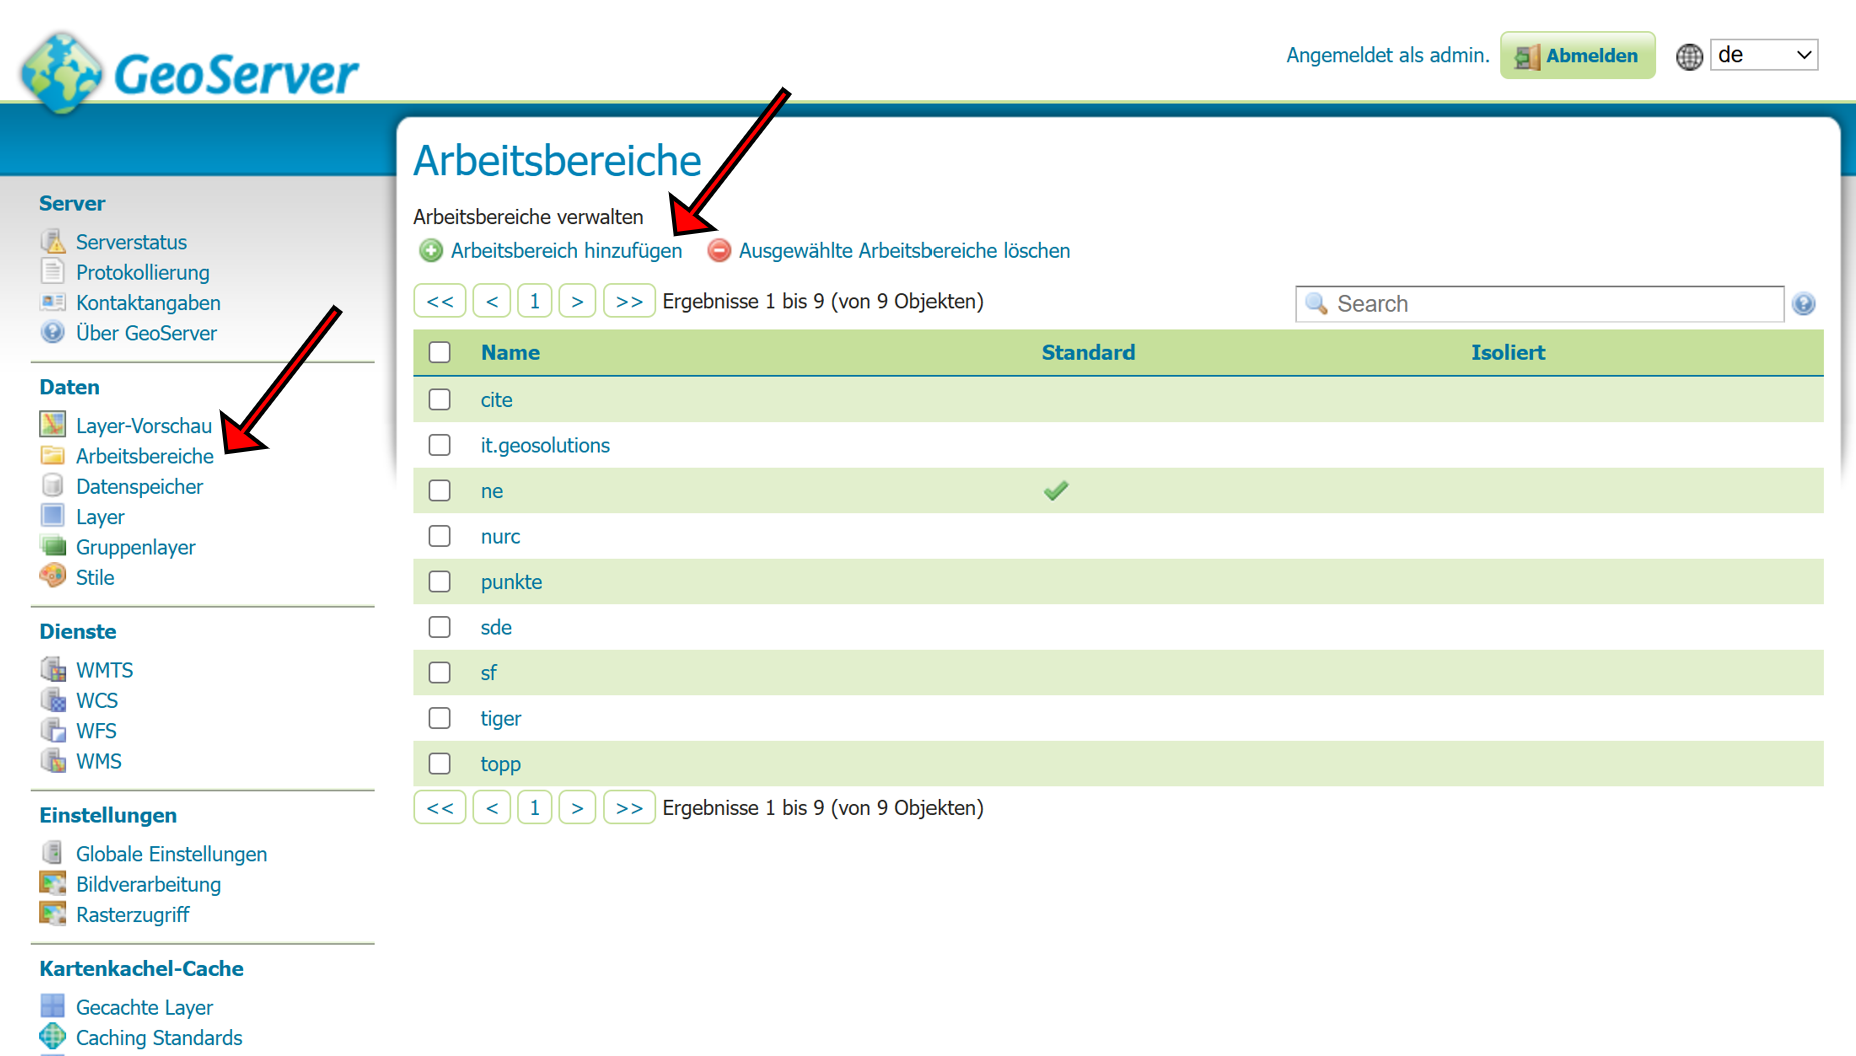 GeoServer
Angemeldet als admin.
Abmelden
de
Server
Serverstatus
Protokollierung
Kontaktangaben
Über GeoServer
Daten
Layer-Vorschau
Arbeitsbereiche
Datenspeicher
Layer
Gruppenlayer
Stile
Dienste
WMTS
WCS
WFS
WMS
Einstellungen
Globale Einstellungen
Bildverarbeitung
Rasterzugriff
Kartenkachel-Cache
Gecachte Layer
Caching Standards
Arbeitsbereiche
Arbeitsbereiche verwalten
Arbeitsbereich hinzufügen Ausgewählte Arbeitsbereiche löschen
<< < 1 > >> Ergebnisse 1 bis 9 (von 9 Objekten) Search
Name Standard Isoliert
cite
it.geosolutions
ne
nurc
punkte
sde
sf
tiger
topp
<< < 1 > >> Ergebnisse 1 bis 9 (von 9 Objekten)